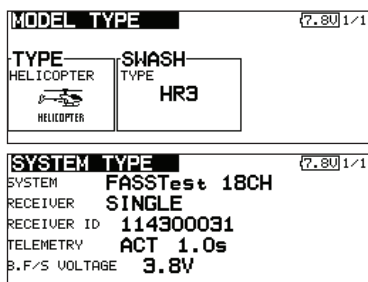 MODEL TYPE 7.8V 1/1
TYPE SWASH
HELICOPTER TYPE
HR3
HELICOPTER
SYSTEM TYPE 7.8V 1/1
SYSTEM FASSTest 18CH
RECEIVER SINGLE
RECEIVER ID 114300031
TELEMETRY ACT 1.0s
B.F/S VOLTAGE 3.8V